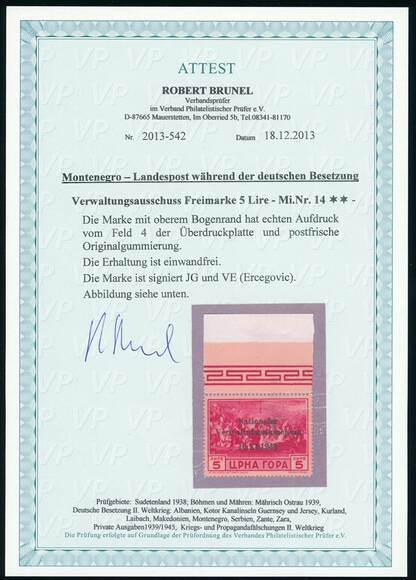 ATTEST
ROBERT BRUNEL
Verbandsprüfer
im Verband Philatelistischer Prüfer e.V.
D-87665 Mauerstetten, Im Oberried 5b, Tel.08341-81170
Nr. 2013-542 Datum 18.12.2013
Montenegro – Landespost während der deutschen Besetzung
Verwaltungsausschuss Freimarke 5 Lire - Mi.Nr. 14 ✶✶ -
Die Marke mit oberem Bogenrand hat echten Aufdruck
vom Feld 4 der Überdruckplatte und postfrische
Originalgummierung.
Die Erhaltung ist einwandfrei.
Die Marke ist signiert JG und VE (Ercegovic).
Abbildung siehe unten.
Nationaler
Verwaltungsausschuss
5 ЦРНА ГОРА 5
Prüfgebiete: Sudetenland 1938; Böhmen und Mähren: Mährisch Ostrau 1939,
Deutsche Besetzung II. Weltkrieg: Albanien, Kotor Kanalinseln Guernsey und Jersey, Kurland,
Laibach, Makedonien, Montenegro, Serbien, Zante, Zara,
Private Ausgaben1939/1945, Kriegs- und Propagandafälschungen II. Weltkrieg
Die Prüfung erfolgte auf Grundlage der Prüfordnung des Verbandes Philatelistischer Prüfer e.V.